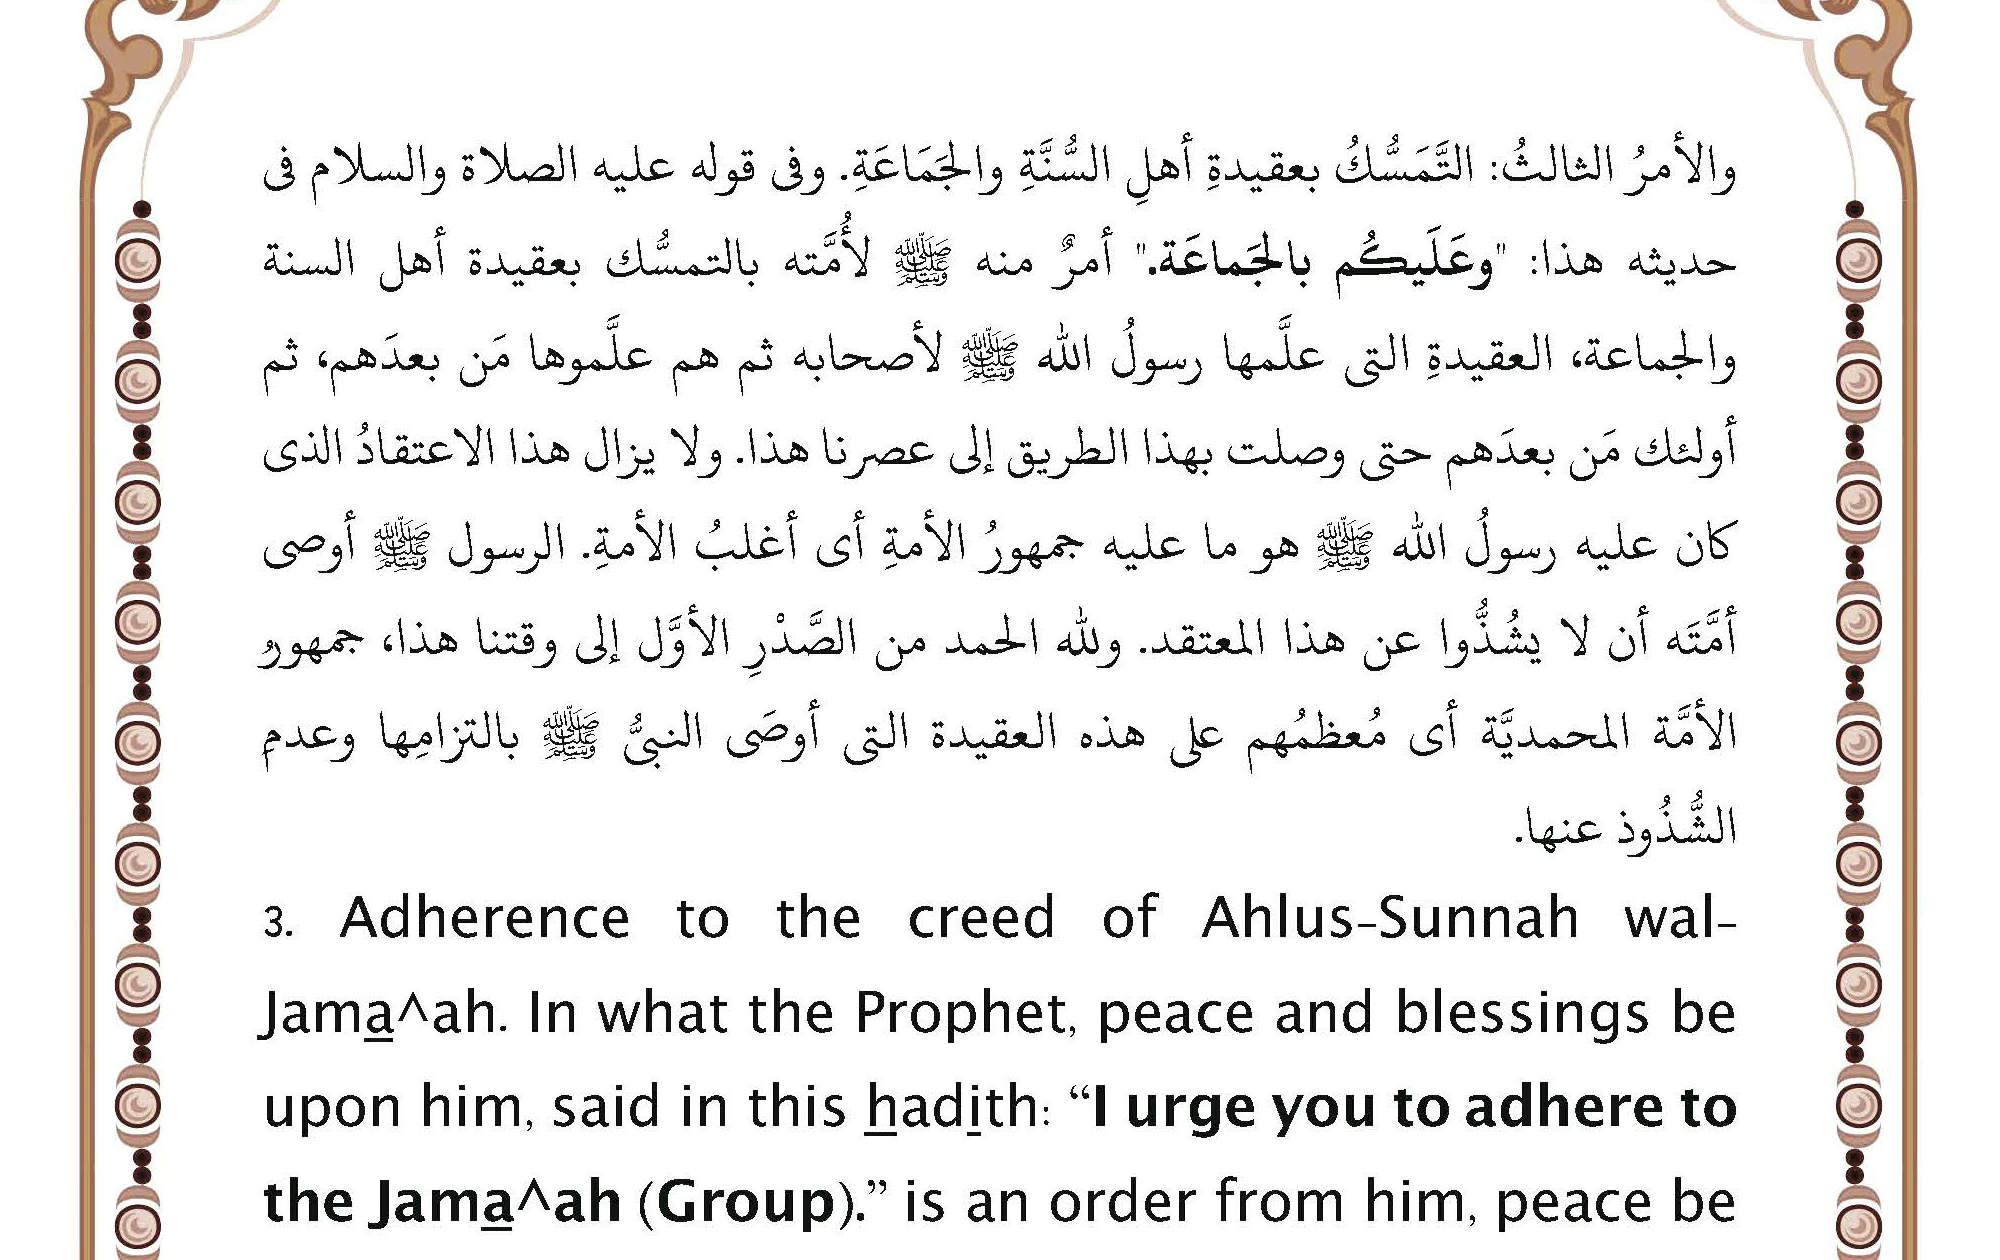 والأمرُ الثالثُ: التَّمَسُّكُ بعقيدةِ أهلِ السُّنَّةِ والجَمَاعَةِ. وفى قوله عليه الصلاة والسلام فى
حديثه هذا: "وعَلَيكُم بالجَماعَة." أمرٌ منه ﷺ لأُمَّته بالتمسُّك بعقيدة أهل السنة
والجماعة، العقيدةِ التى علَّمها رسولُ الله ﷺ لأصحابه ثم هم علَّموها مَن بعدَهم، ثم
أولئك مَن بعدَهم حتى وصلت بهذا الطريق إلى عصرنا هذا. ولا يزال هذا الاعتقادُ الذى
كان عليه رسولُ الله ﷺ هو ما عليه جمهورُ الأمةِ أى أغلبُ الأمةِ. الرسول ﷺ أوصى
أمَّتَه أن لا يشُذُّوا عن هذا المعتقد. ولله الحمد من الصَّدْرِ الأوَّل إلى وقتنا هذا، جمهورُ
الأمَّة المحمديَّة أى مُعظمُهم على هذه العقيدة التى أوصَى النبىُّ ﷺ بالتزامِها وعدمِ
الشُّذُوذ عنها.
3. Adherence to the creed of Ahlus-Sunnah wal-
Jama^ah. In what the Prophet, peace and blessings be
upon him, said in this hadith: “I urge you to adhere to
the Jama^ah (Group).” is an order from him, peace be